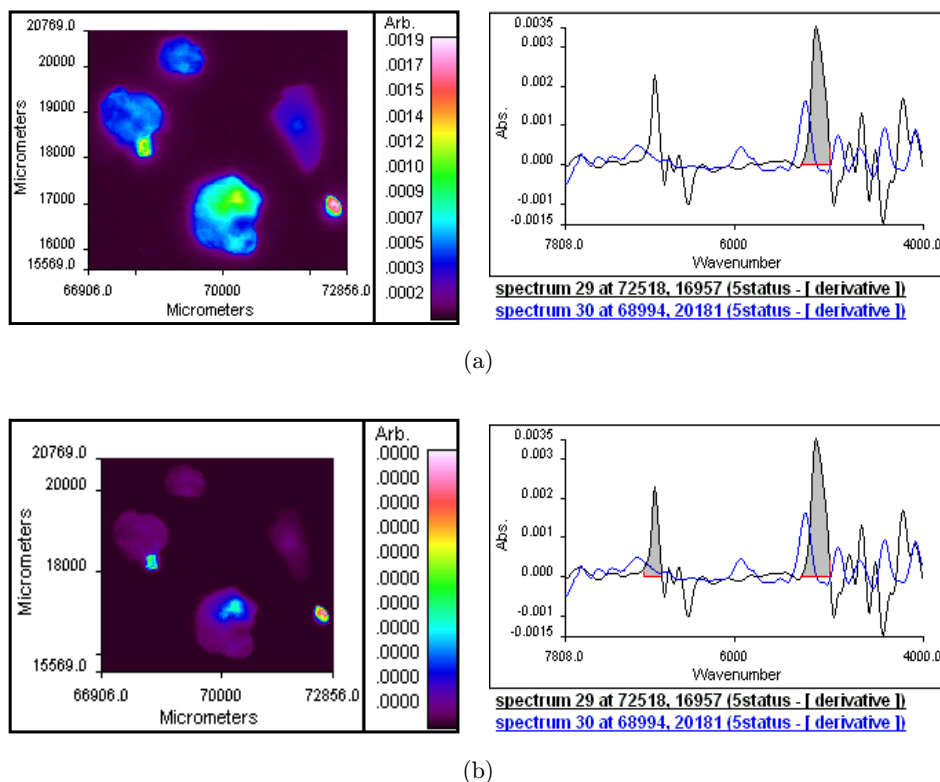 20769.0
20000
19000
18000
17000
16000
15569.0
Micrometers
66906.0 70000 72856.0
Micrometers
Arb.
.0019
.0017
.0015
.0014
.0012
.0010
.0009
.0007
.0005
.0003
.0002
0.0035
0.003
0.002
0.001
0.000
-0.001
-0.0015
Abs.
7808.0 6000 4000.0
Wavenumber
spectrum 29 at 72518, 16957 (5status - [ derivative ])
spectrum 30 at 68994, 20181 (5status - [ derivative ])
(a)
20769.0
20000
18000
15569.0
Micrometers
66906.0 70000 72856.0
Micrometers
Arb.
.0000
.0000
.0000
.0000
.0000
.0000
.0000
.0000
.0000
.0000
.0000
0.0035
0.003
0.002
0.001
0.000
-0.001
-0.0015
Abs.
7808.0 6000 4000.0
Wavenumber
spectrum 29 at 72518, 16957 (5status - [ derivative ])
spectrum 30 at 68994, 20181 (5status - [ derivative ])
(b)